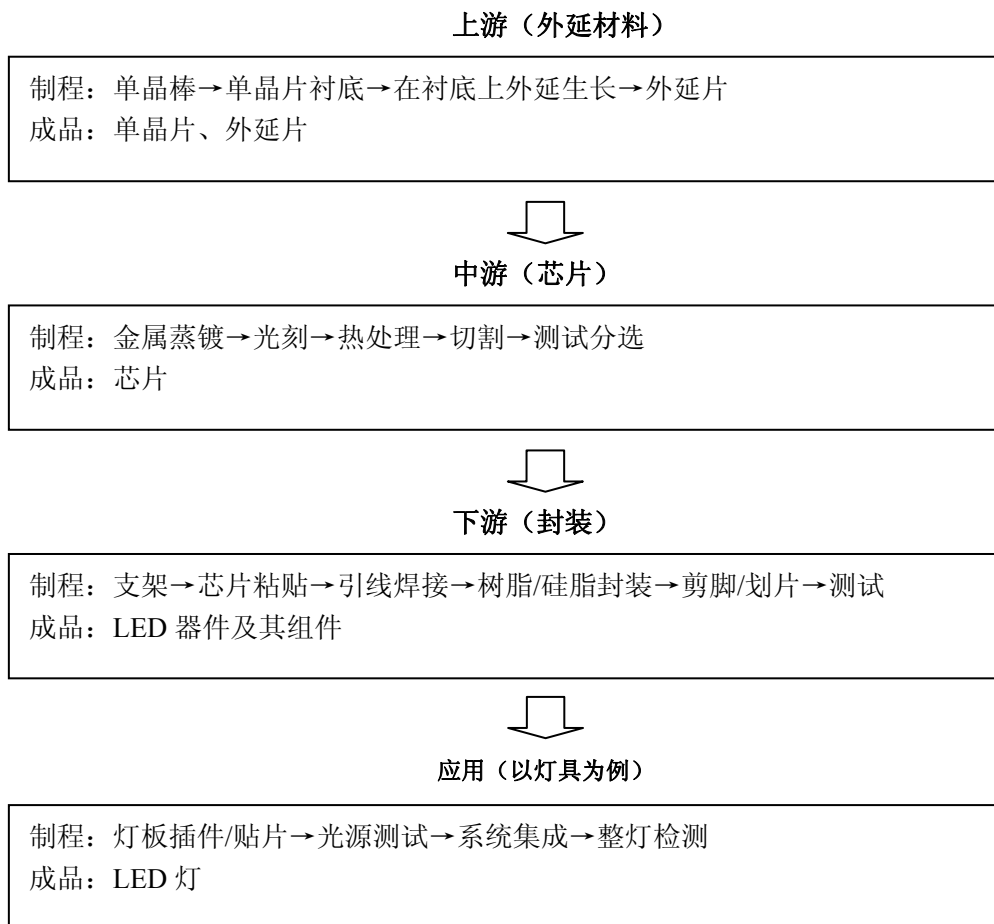 上游（外延材料）
制程：单晶棒→单晶片衬底→在衬底上外延生长→外延片
成品：单晶片、外延片
中游（芯片）
制程：金属蒸镀→光刻→热处理→切割→测试分选
成品：芯片
下游（封装）
制程：支架→芯片粘贴→引线焊接→树脂/硅脂封装→剪脚/划片→测试
成品：LED 器件及其组件
应用（以灯具为例）
制程：灯板插件/贴片→光源测试→系统集成→整灯检测
成品：LED 灯